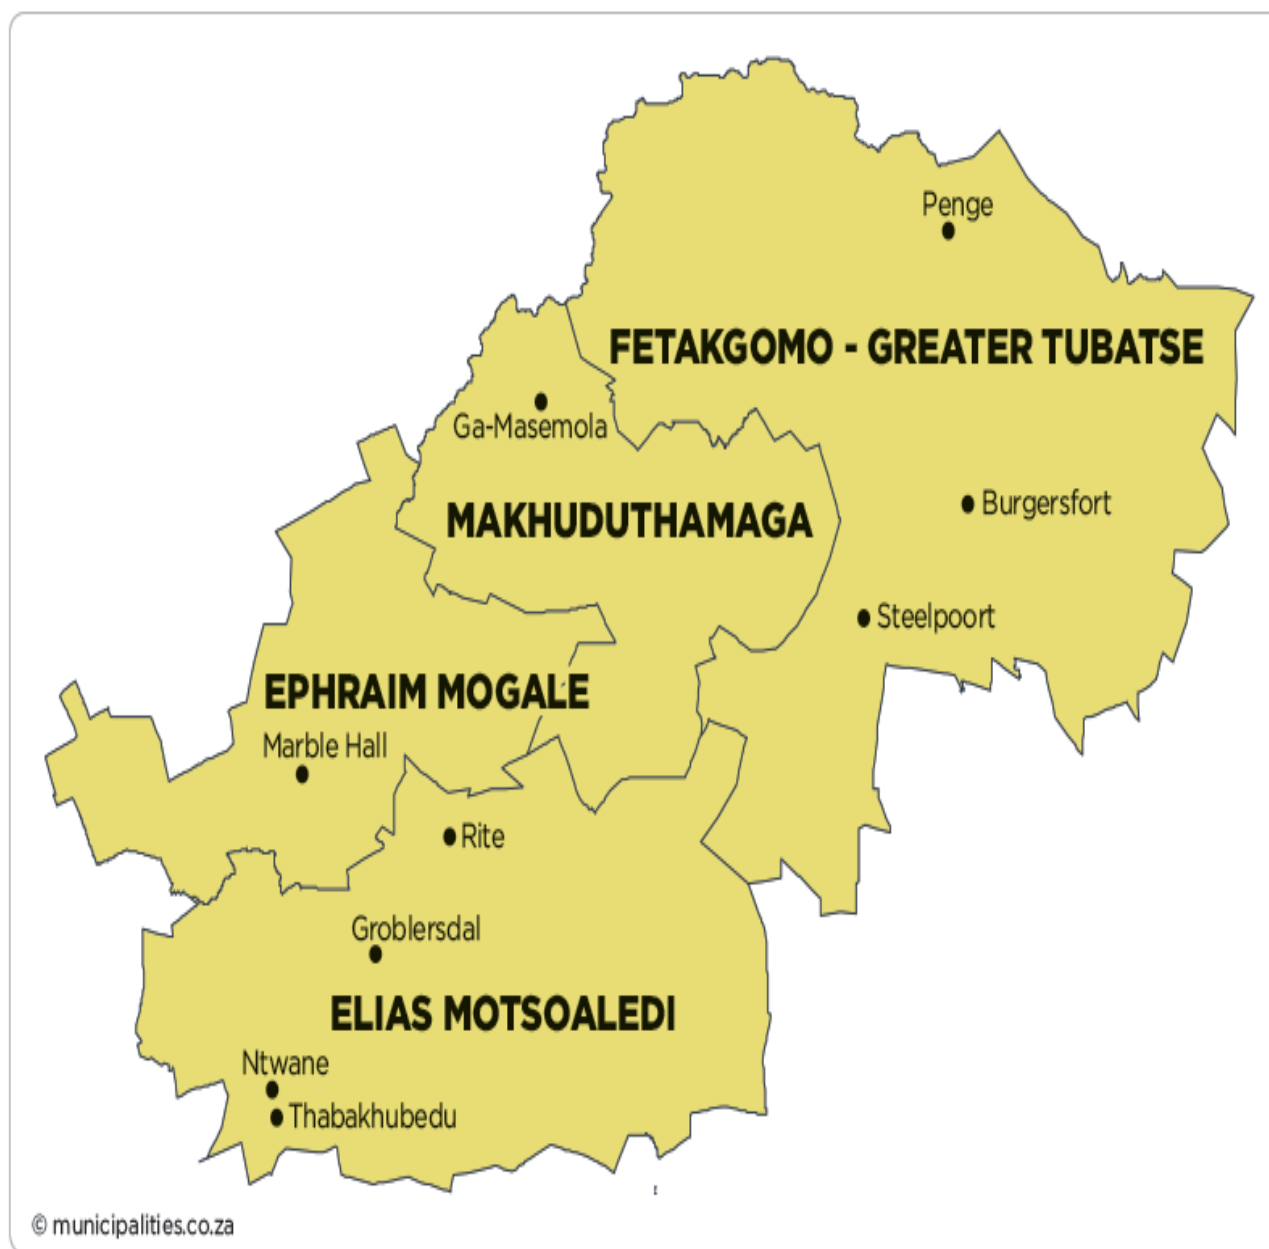 Penge
FETAKGOMO - GREATER TUBATSE
Ga-Masemola
Burgersfort
MAKHUDUTHAMAGA
Steelpoort
EPHRAIM MOGALE
Marble Hall
Rite
Groblersdal
ELIAS MOTSOALEDI
Ntwane
Thabakhubedu
© municipalities.co.za